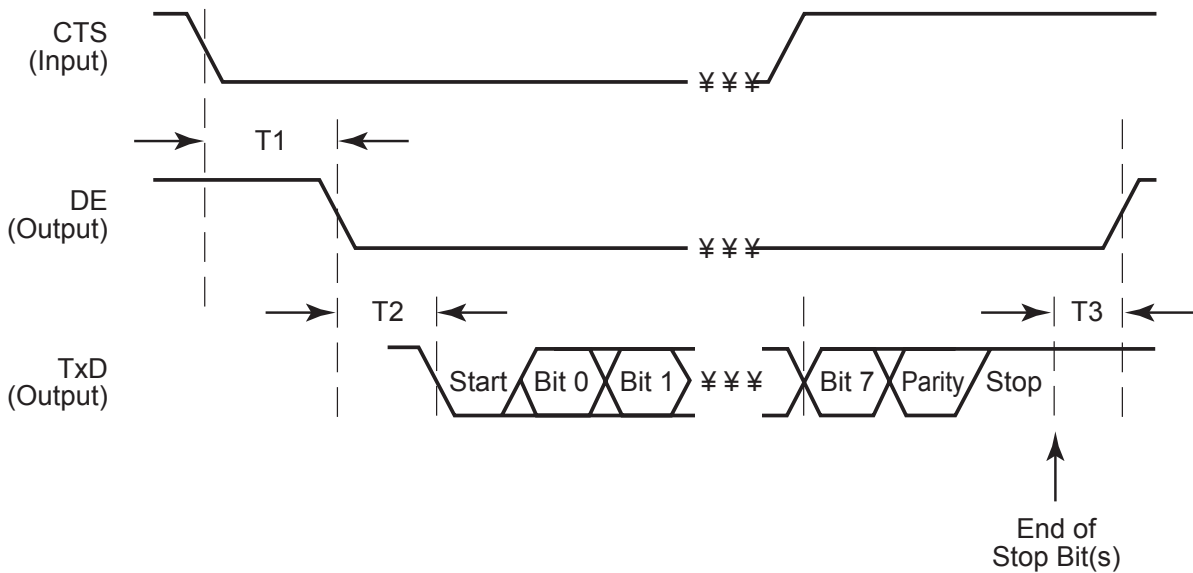 CTS
(Input)
¥ ¥ ¥
T1
DE
(Output)
¥ ¥ ¥
T2
T3
TxD
(Output)
Start
Bit 0
Bit 1
¥ ¥ ¥
Bit 7
Parity
Stop
End of
Stop Bit(s)